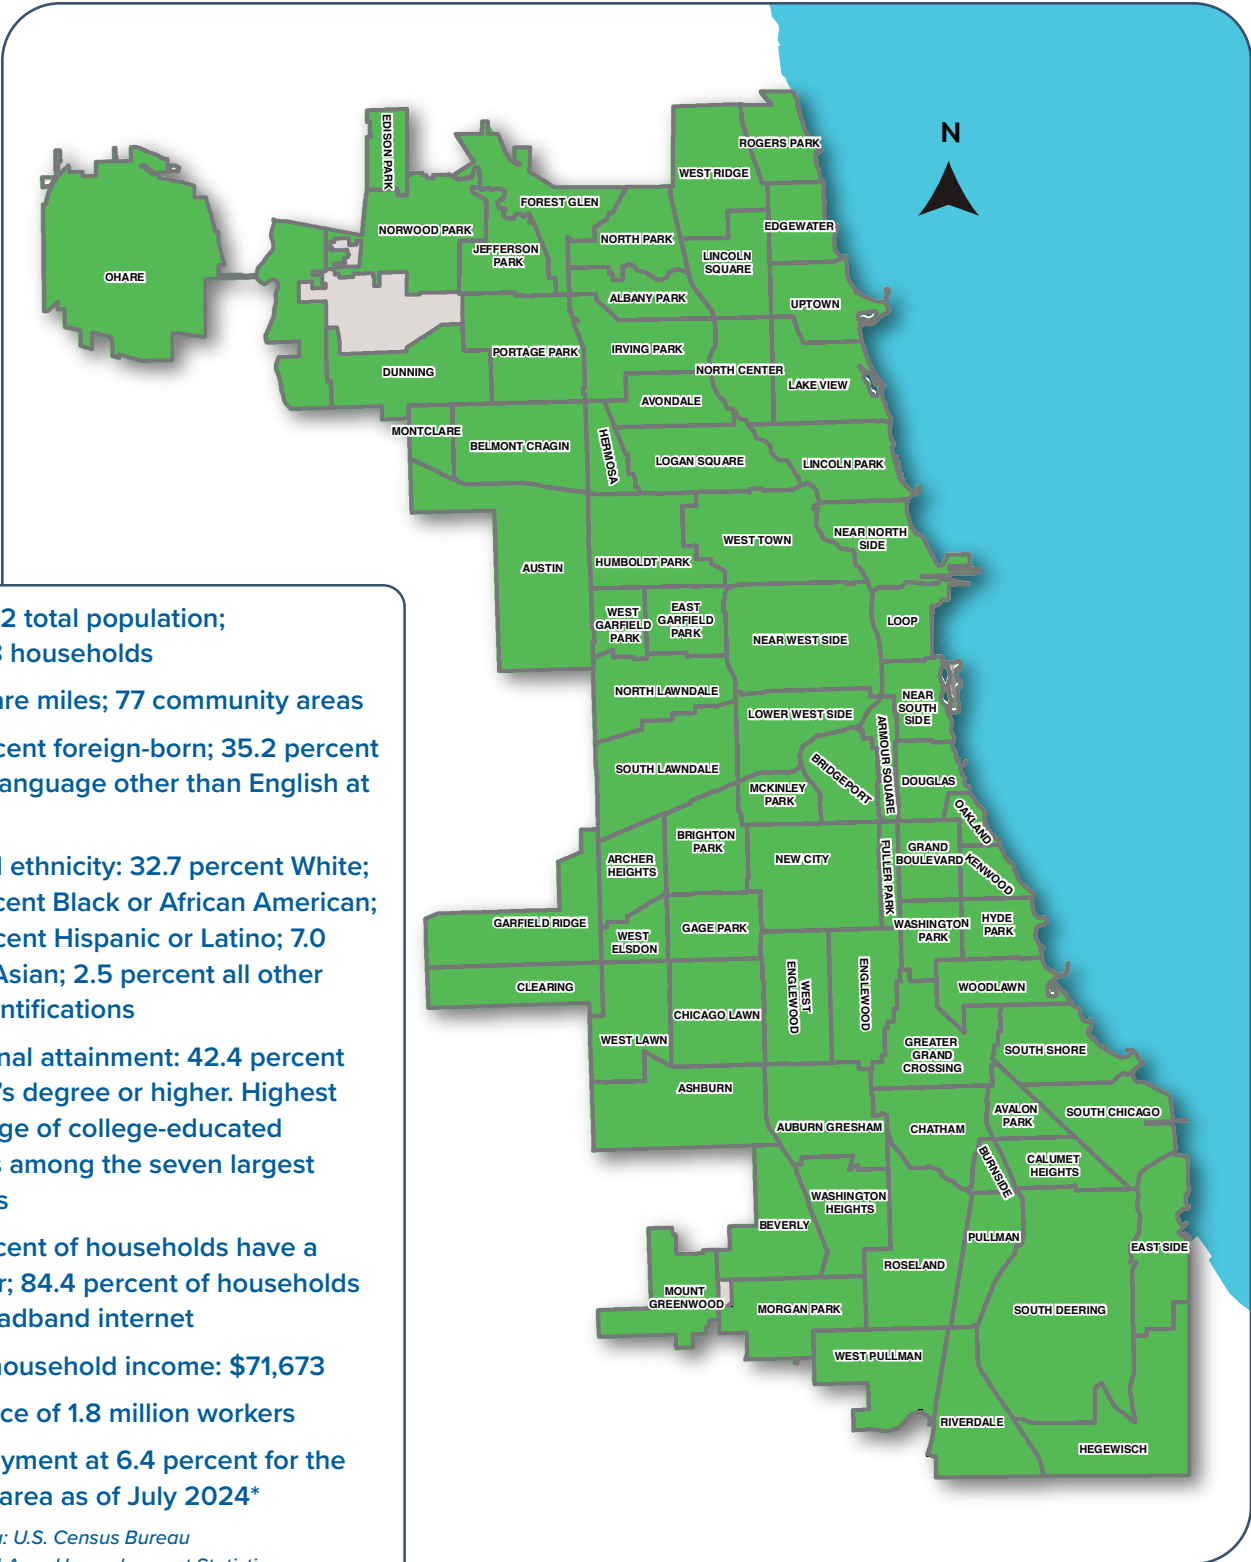 N
ROGERS PARK
EDISON PARK
WEST RIDGE
FOREST GLEN
EDGEWATER
NORWOOD PARK
NORTH PARK
JEFFERSON
PARK
LINCOLN
SQUARE
OHARE
ALBANY PARK
UPTOWN
PORTAGE PARK
IRVING PARK
DUNNING
NORTH CENTER
LAKE VIEW
AVONDALE
MONTCLARE
BELMONT CRAGIN
HERMOSA
LOGAN SQUARE
LINCOLN PARK
NEAR NORTH
SIDE
WEST TOWN
AUSTIN
HUMBOLDT PARK
WEST
GARFIELD
PARK
EAST
GARFIELD
PARK
LOOP
NEAR WEST SIDE
NORTH LAWNDALE
NEAR
SOUTH
SIDE
LOWER WEST SIDE
ARMOUR SQUARE
SOUTH LAWNDALE
BRIDGEPORT
DOUGLAS
MCKINLEY
PARK
OAKLAND
BRIGHTON
PARK
ARCHER
HEIGHTS
NEW CITY
FULLER PARK
GRAND
BOULEVARD
KENWOOD
GARFIELD RIDGE
WEST
ELSDON
GAGE PARK
WASHINGTON
PARK
HYDE
PARK
CLEARING
WEST
ENGLEWOOD
ENGLEWOOD
WOODLAWN
CHICAGO LAWN
WEST LAWN
GREATER
GRAND
CROSSING
SOUTH SHORE
ASHBURN
AVALON
PARK
SOUTH CHICAGO
AUBURN GRESHAM
CHATHAM
BURNSIDE
CALUMET
HEIGHTS
WASHINGTON
HEIGHTS
BEVERLY
PULLMAN
EAST SIDE
ROSELAND
MOUNT
GREENWOOD
MORGAN PARK
SOUTH DEERING
WEST PULLMAN
RIVERDALE
HEGEWISCH
2 total population;
households
are miles; 77 community areas
cent foreign-born; 35.2 percent
language other than English at
ethnicity: 32.7 percent White;
cent Black or African American;
cent Hispanic or Latino; 7.0
Asian; 2.5 percent all other
ntifications
nal attainment: 42.4 percent
's degree or higher. Highest
ge of college-educated
s among the seven largest
s
cent of households have a
r; 84.4 percent of households
adband internet
household income: $71,673
ce of 1.8 million workers
yment at 6.4 percent for the
area as of July 2024*
a: U.S. Census Bureau